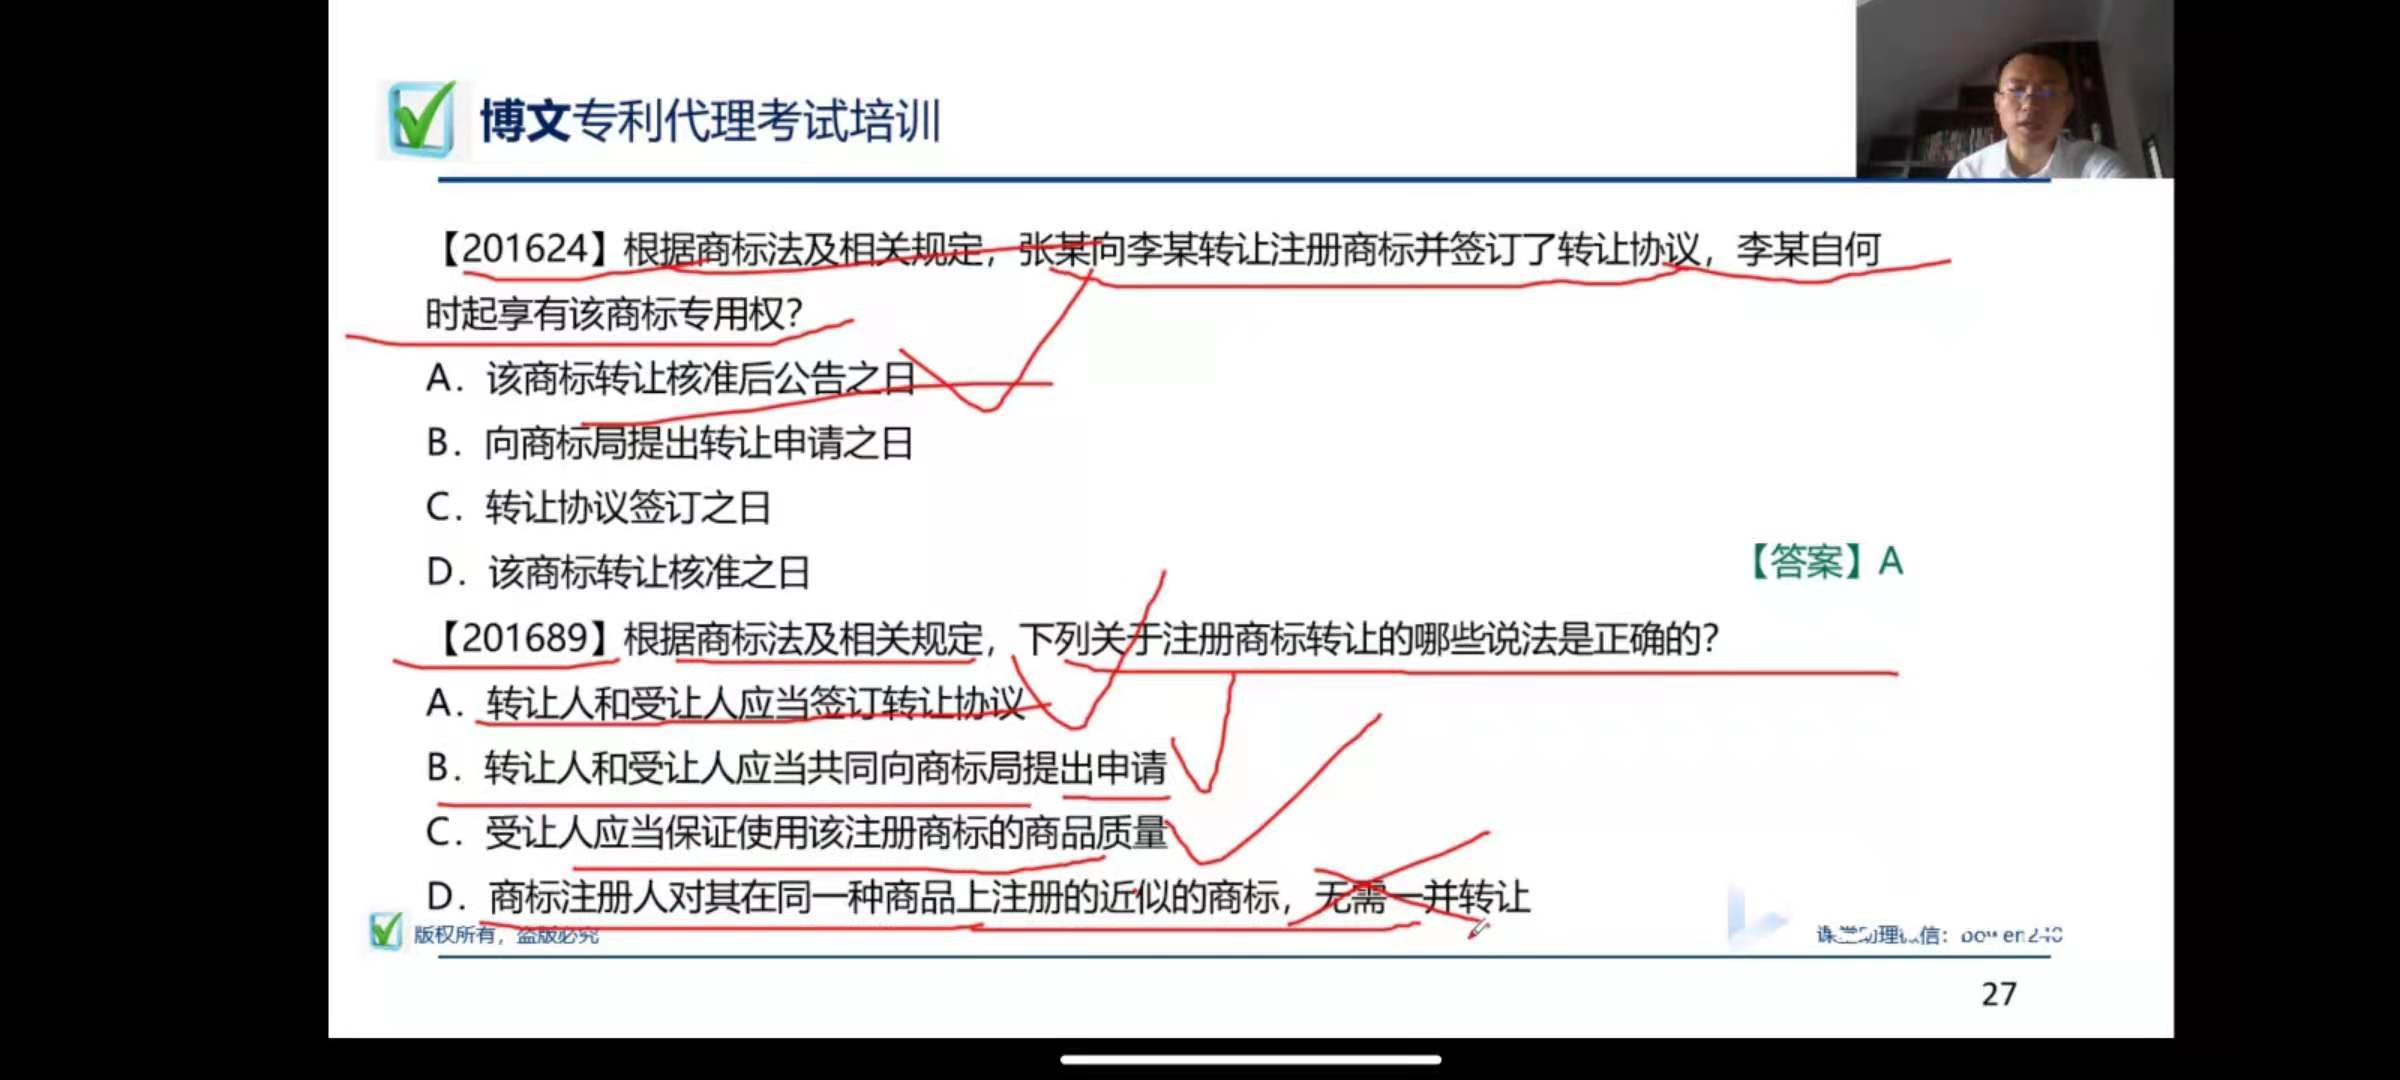 博文专利代理考试培训
【201624】根据商标法及相关规定，张某向李某转让注册商标并签订了转让协议，李某自何
时起享有该商标专用权？
A．该商标转让核准后公告之日
B．向商标局提出转让申请之日
C．转让协议签订之日
D．该商标转让核准之日
【答案】A
【201689】根据商标法及相关规定，下列关于注册商标转让的哪些说法是正确的？
A．转让人和受让人应当签订转让协议
B．转让人和受让人应当共同向商标局提出申请
C．受让人应当保证使用该注册商标的商品质量
D．商标注册人对其在同一种商品上注册的近似的商标，无需一并转让
版权所有，盗版必究
27